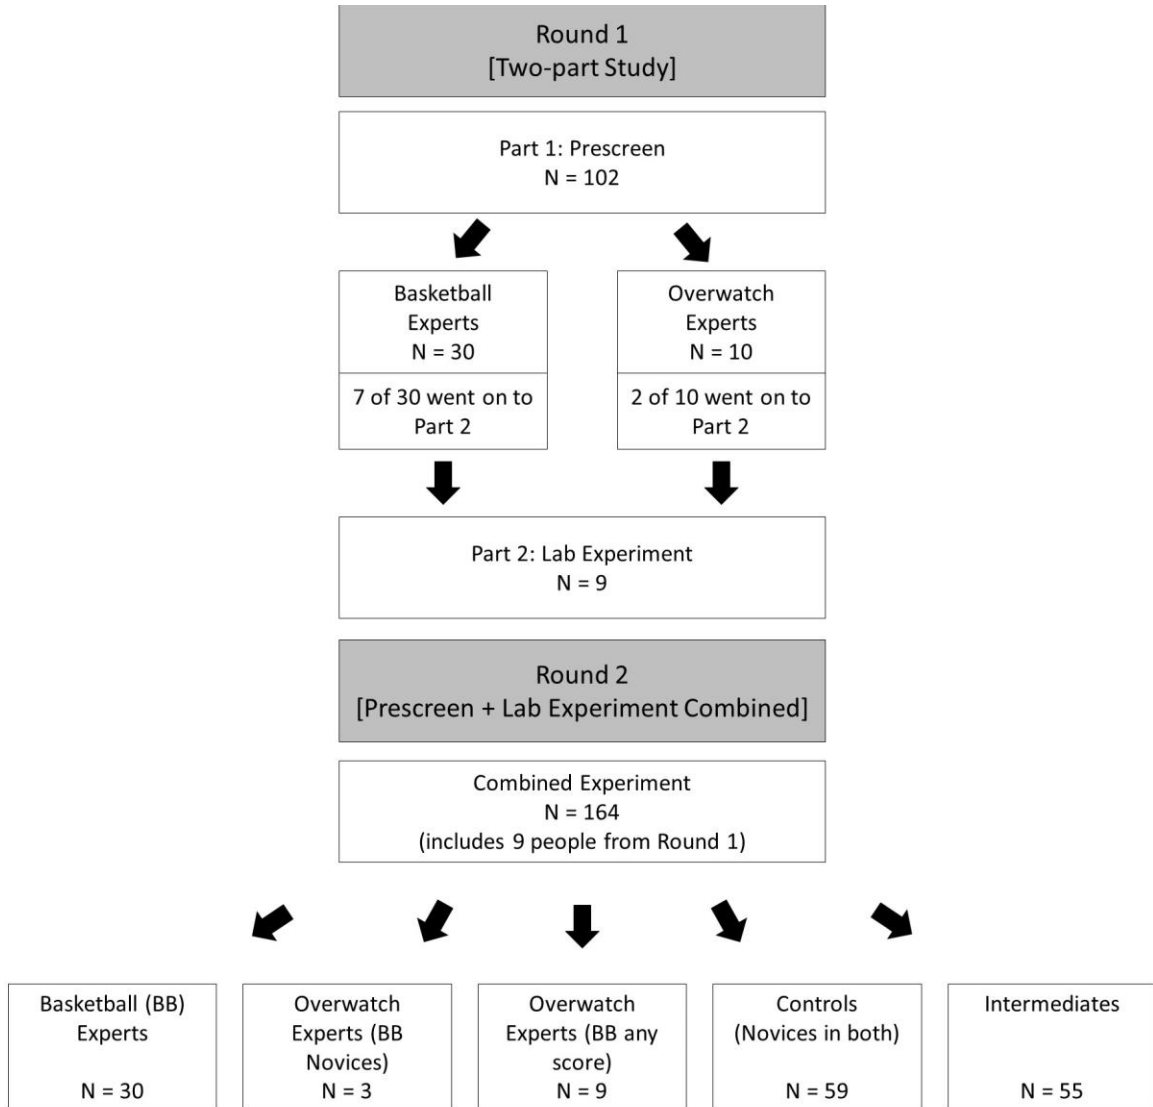 Round 1
[Two-part Study]
Part 1: Prescreen
N = 102
Basketball
Experts
N = 30
7 of 30 went on to
Part 2
Overwatch
Experts
N = 10
2 of 10 went on to
Part 2
Part 2: Lab Experiment
N = 9
Round 2
[Prescreen + Lab Experiment Combined]
Combined Experiment
N = 164
(includes 9 people from Round 1)
Basketball (BB)
Experts
N = 30
Overwatch
Experts (BB
Novices)
N = 3
Overwatch
Experts (BB any
score)
N = 9
Controls
(Novices in both)
N = 59
Intermediates
N = 55